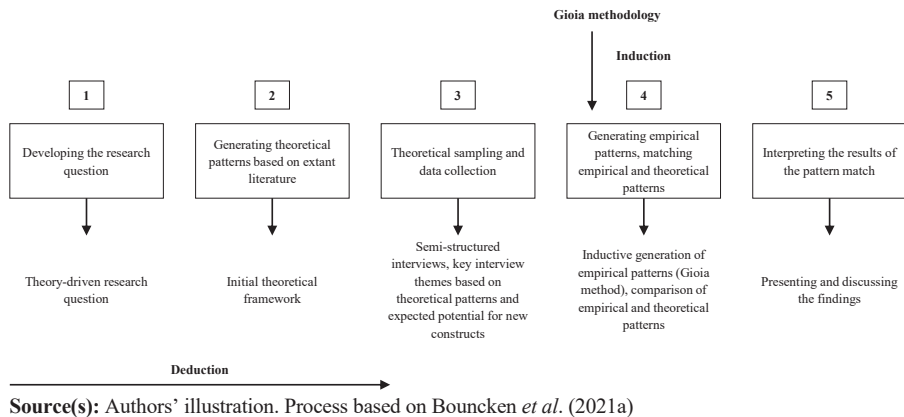 Gioia methodology
Induction
1
2
3
4
5
Developing the research
question
Generating theoretical
patterns based on extant
literature
Theoretical sampling and
data collection
Generating empirical
patterns, matching
empirical and theoretical
patterns
Interpreting the results of
the pattern match
Theory-driven research
question
Initial theoretical
framework
Semi-structured
interviews, key interview
themes based on
theoretical patterns and
expected potential for new
constructs
Inductive generation of
empirical patterns (Gioia
method), comparison of
empirical and theoretical
patterns
Presenting and discussing
the findings
Deduction
Source(s): Authors' illustration. Process based on Bouncken et al. (2021a)